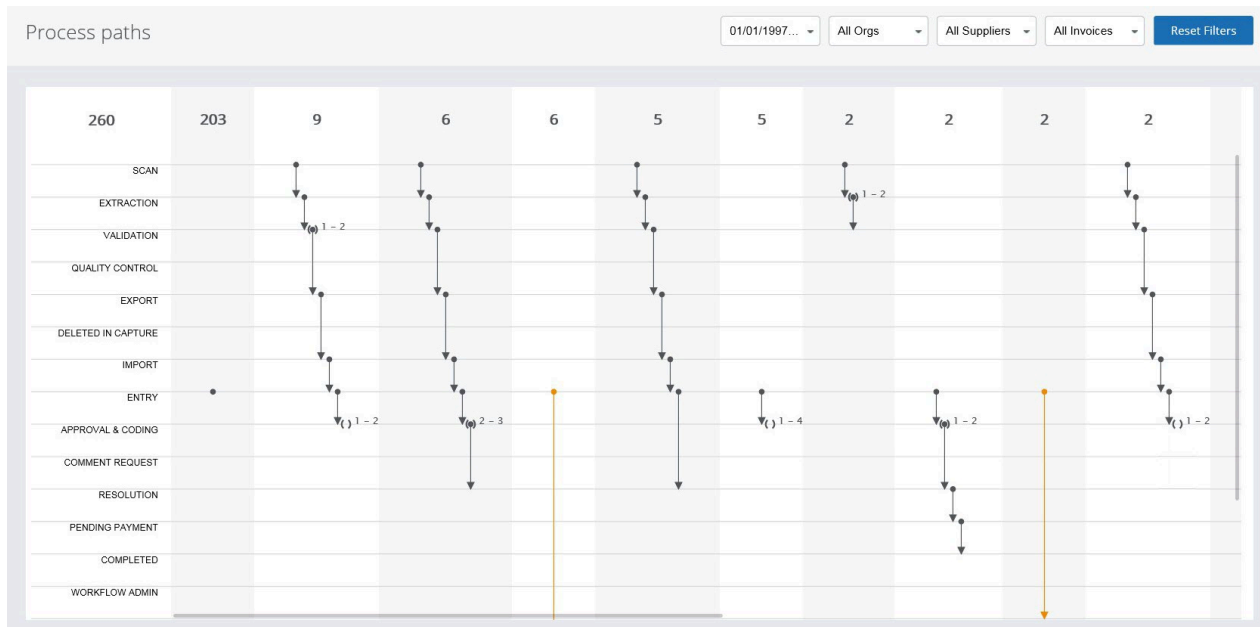 Process paths
01/01/1997...
All Orgs
All Suppliers
All Invoices
Reset Filters
260 203 9 6 6 5 5 2 2 2 2
SCAN
EXTRACTION
1 – 2
VALIDATION
1 – 2
QUALITY CONTROL
EXPORT
DELETED IN CAPTURE
IMPORT
ENTRY
APPROVAL & CODING
( ) 1 – 2
2 – 3
( ) 1 – 4
1 – 2
( ) 1 – 2
COMMENT REQUEST
RESOLUTION
PENDING PAYMENT
COMPLETED
WORKFLOW ADMIN